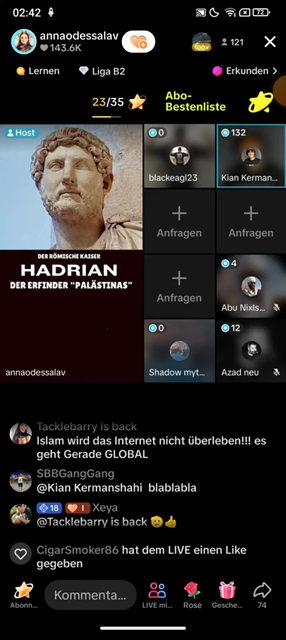 02:42
72
annaodessalav
143.6K
121
Lernen
Liga B2
Erkunden >
23/35
Abo-
Bestenliste
Host
0
132
blackeagl23
Kian Kerman...
Anfragen
Anfragen
DER RÖMISCHE KAISER
HADRIAN
DER ERFINDER "PALÄSTINAS"
Anfragen
4
Abu Nixls...
annaodessalav
0
12
Shadow myt...
Azad neu
Tacklebarry is back
Islam wird das Internet nicht überleben!!! es
geht Gerade GLOBAL
SBBGangGang
@Kian Kermanshahi blablabla
18
1
Xeya
@Tacklebarry is back
CigarSmoker86 hat dem LIVE einen Like
gegeben
Kommenta...
Abonn...
LIVE mi...
Rose
Gesche...
74